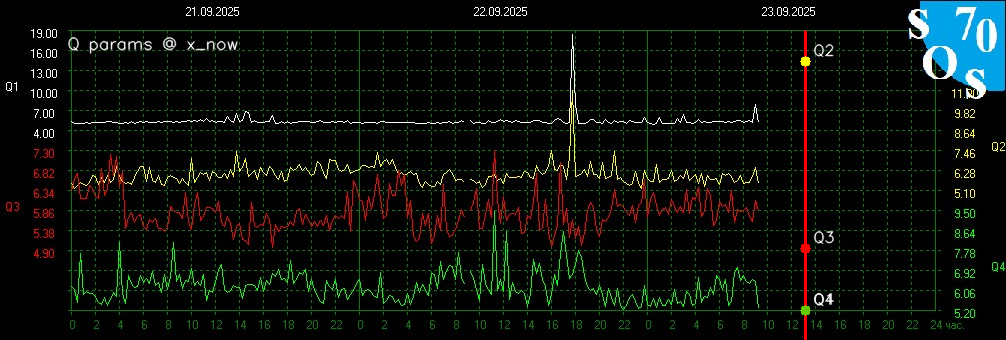 21.09.2025 22.09.2025 23.09.2025
Q params @ x_now
Q1
19.00
16.00
13.00
10.00
7.00
4.00
Q3
7.30
6.82
6.34
5.86
5.38
4.90
Q2
Q3
Q4
S 70
O S
Q2
9.82
8.64
7.46
6.28
5.10
Q4
9.50
8.64
7.78
6.92
6.06
5.20
0 2 4 6 8 10 12 14 16 18 20 22 0 2 4 6 8 10 12 14 16 18 20 22 0 2 4 6 8 10 12 14 16 18 20 22 24 час.